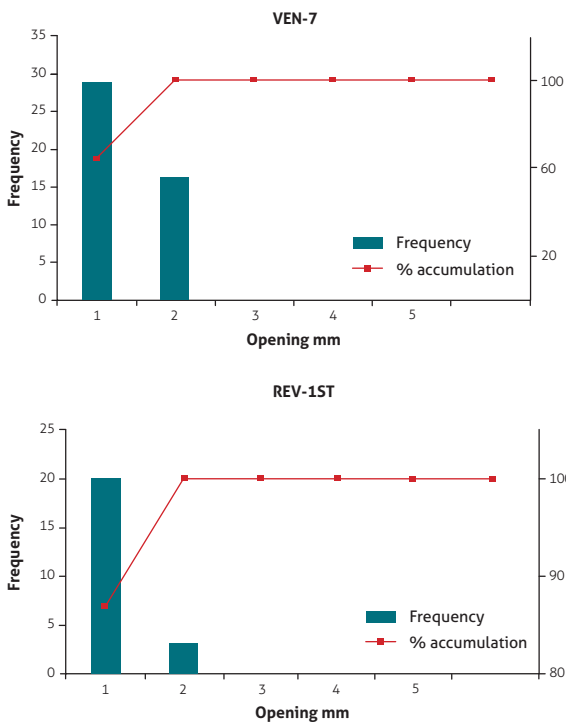 VEN-7
35
30
25
20
15
10
5
0
Frequency
100
60
20
Frequency
% accumulation
1 2 3 4 5
Opening mm
REV-1ST
25
20
15
10
5
0
Frequency
100
90
80
Frequency
% accumulation
1 2 3 4 5
Opening mm